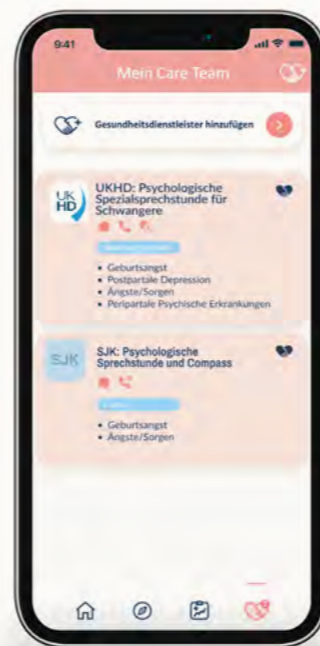 9:41
Mein Care Team
Gesundheitsdienstleister hinzufügen
UK
HD
UKHD: Psychologische
Spezialsprechstunde für
Schwangere
• Geburtsangst
• Postpartale Depression
• Ängste/Sorgen
• Peripartale Psychische Erkrankungen
SJK
SJK: Psychologische
Sprechstunde und Compass
• Geburtsangst
• Ängste/Sorgen